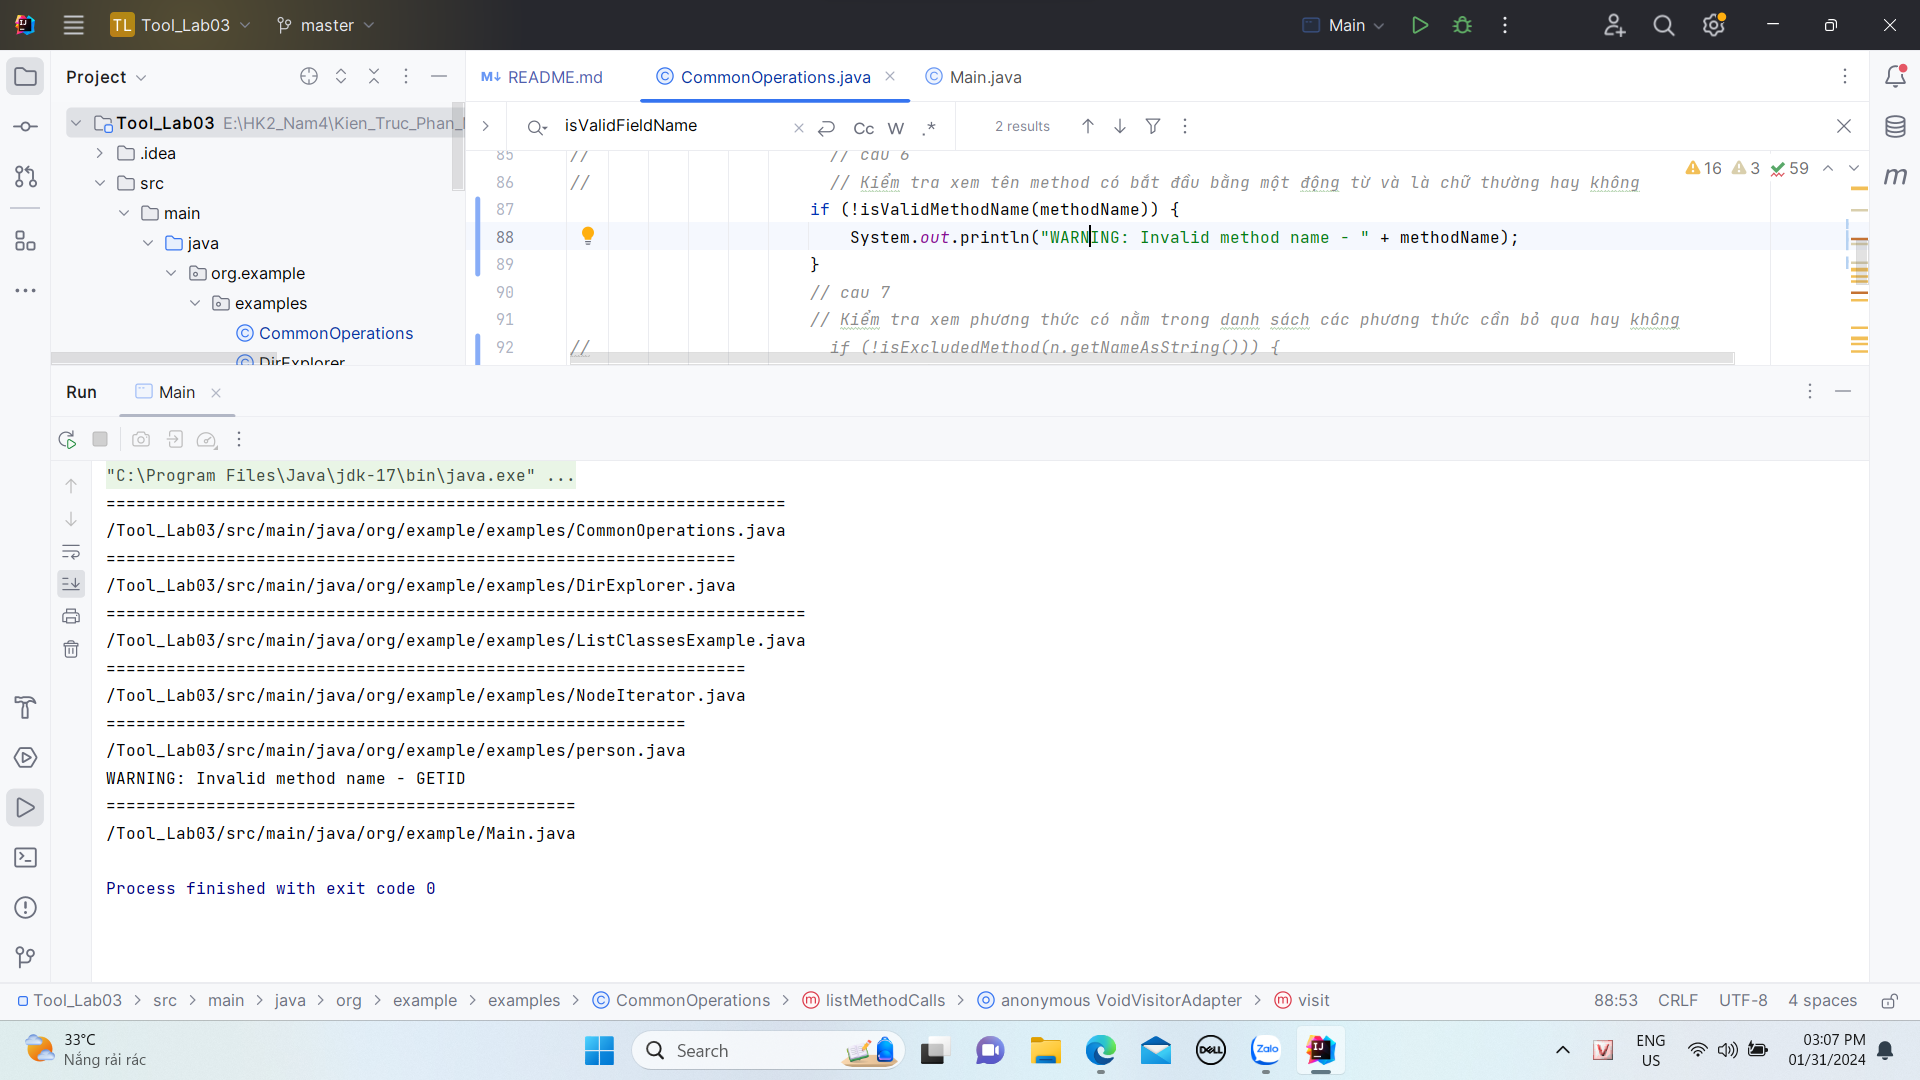 TL Tool_Lab03 master Main
Project
README.md CommonOperations.java Main.java
Tool_Lab03 E:\HK2_Nam4\Kien_Truc_Phan_
.idea
src
main
java
org.example
examples
CommonOperations
DirExplorer
isValidFieldName Cc W .* 2 results
16 3 59
85 // // cau 6
86 // // Kiểm tra xem tên method có bắt đầu bằng một động từ và là chữ thường hay không
87 if (!isValidMethodName(methodName)) {
88 System.out.println("WARNING: Invalid method name - " + methodName);
89 }
90 // cau 7
91 // Kiểm tra xem phương thức có nằm trong danh sách các phương thức cần bỏ qua hay không
92 // if (!isExcludedMethod(n.getNameAsString())) {
Run Main
"C:\Program Files\Java\jdk-17\bin\java.exe" ...
====================================================================
/Tool_Lab03/src/main/java/org/example/examples/CommonOperations.java
===============================================================
/Tool_Lab03/src/main/java/org/example/examples/DirExplorer.java
======================================================================
/Tool_Lab03/src/main/java/org/example/examples/ListClassesExample.java
================================================================
/Tool_Lab03/src/main/java/org/example/examples/NodeIterator.java
==========================================================
/Tool_Lab03/src/main/java/org/example/examples/person.java
WARNING: Invalid method name - GETID
===============================================
/Tool_Lab03/src/main/java/org/example/Main.java
Process finished with exit code 0
Tool_Lab03 > src > main > java > org > example > examples > CommonOperations > listMethodCalls > anonymous VoidVisitorAdapter > visit 88:53 CRLF UTF-8 4 spaces
33°C
Nắng rải rác
Search
DELL
Zalo
ENG
US
03:07 PM
01/31/2024